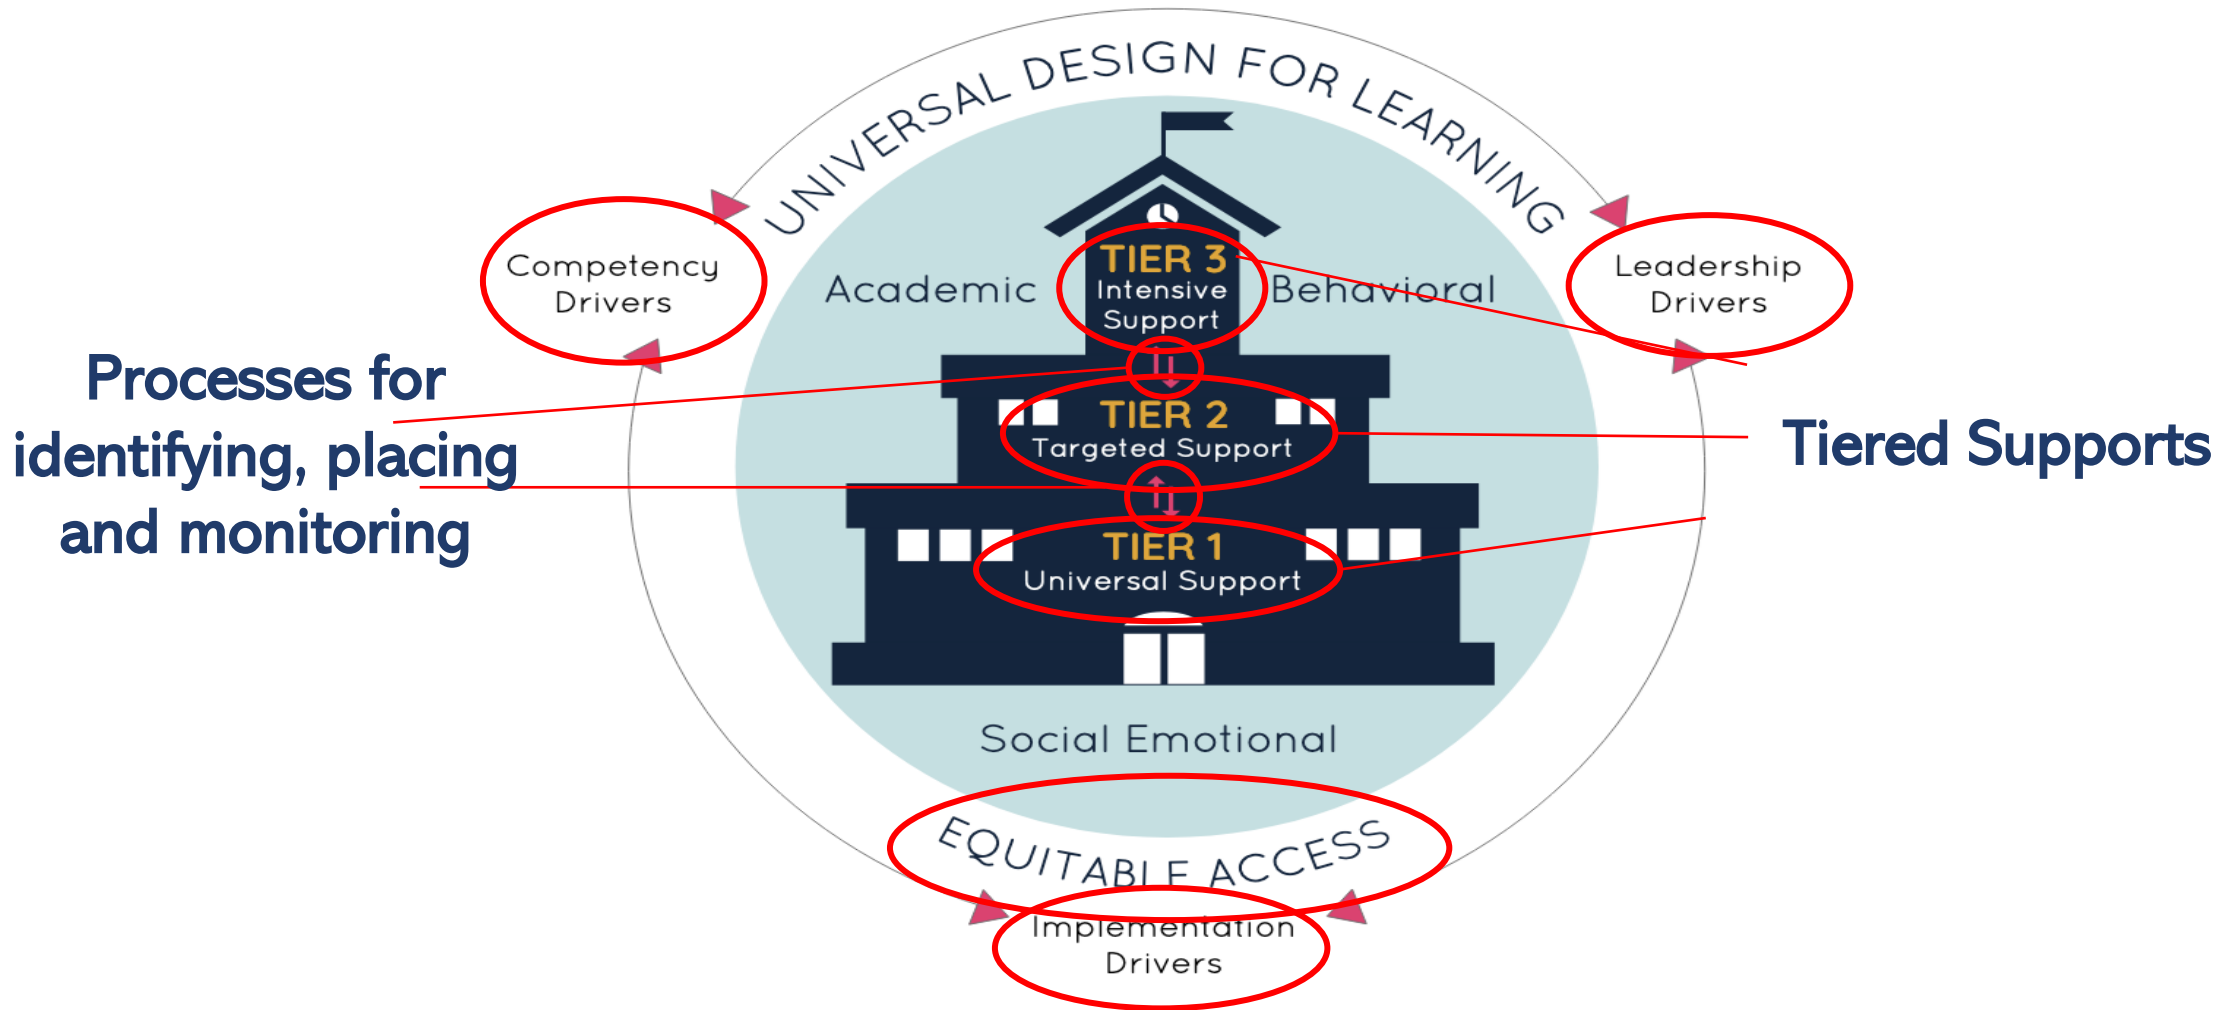 UNIVERSAL DESIGN FOR LEARNING
Competency
Drivers
Leadership
Drivers
Academic
Behavioral
TIER 3
Intensive
Support
TIER 2
Targeted Support
TIER 1
Universal Support
Processes for
identifying, placing
and monitoring
Tiered Supports
Social Emotional
EQUITABLE ACCESS
Implementation
Drivers